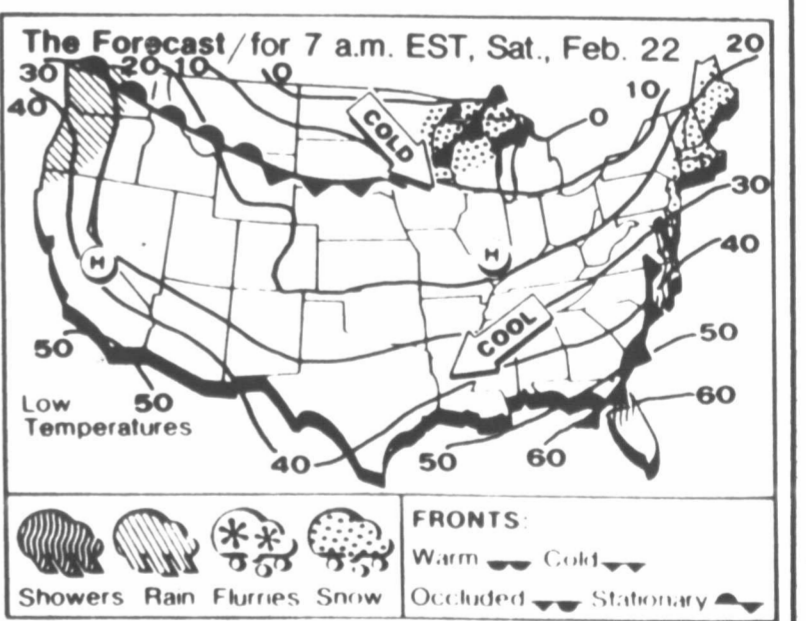 The Forecast/for 7 a.m. EST, Sat., Feb. 22
30 20 10 0 10 20
40
COLD
0
30
H H
40
COOL
50 50
Low 50 60
Temperatures
40 50 60
FRONTS:
Warm Cold
Showers Rain Flurries Snow Occluded Stationary